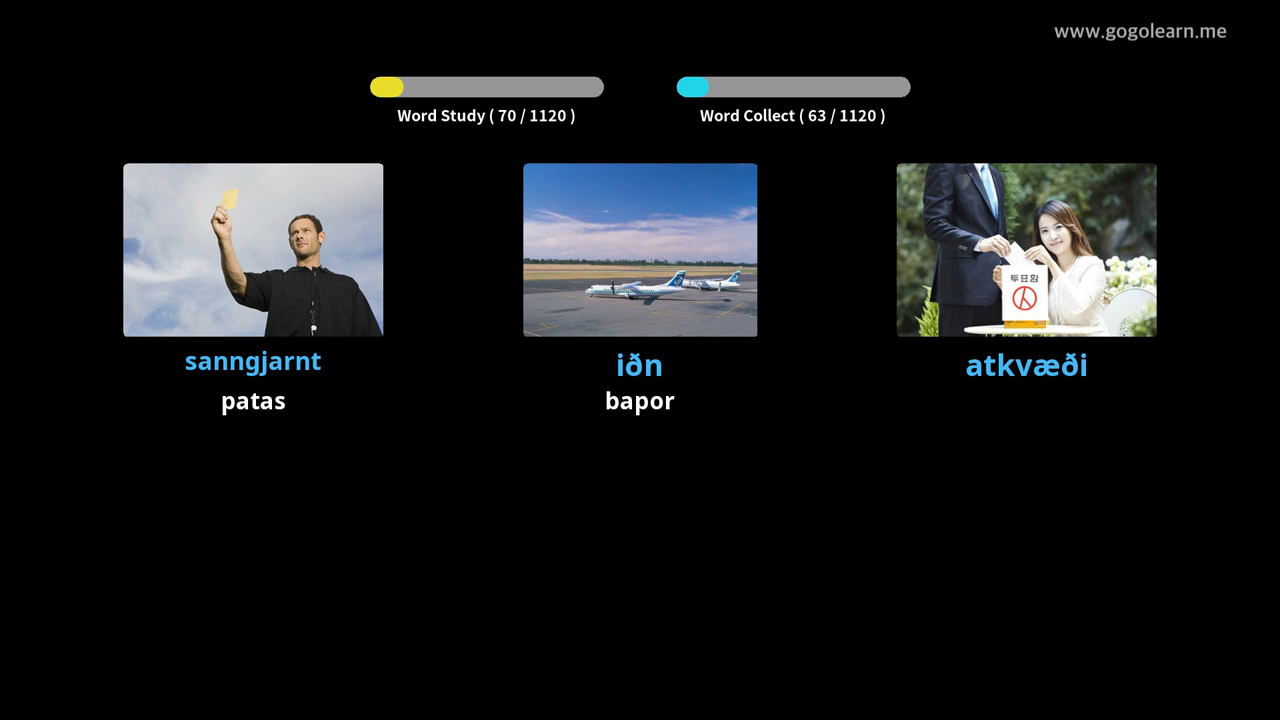 www.gogolearn.me
Word Study ( 70 / 1120 )
Word Collect ( 63 / 1120 )
투표함
sanngjarnt
iðn
atkvæði
patas
bapor